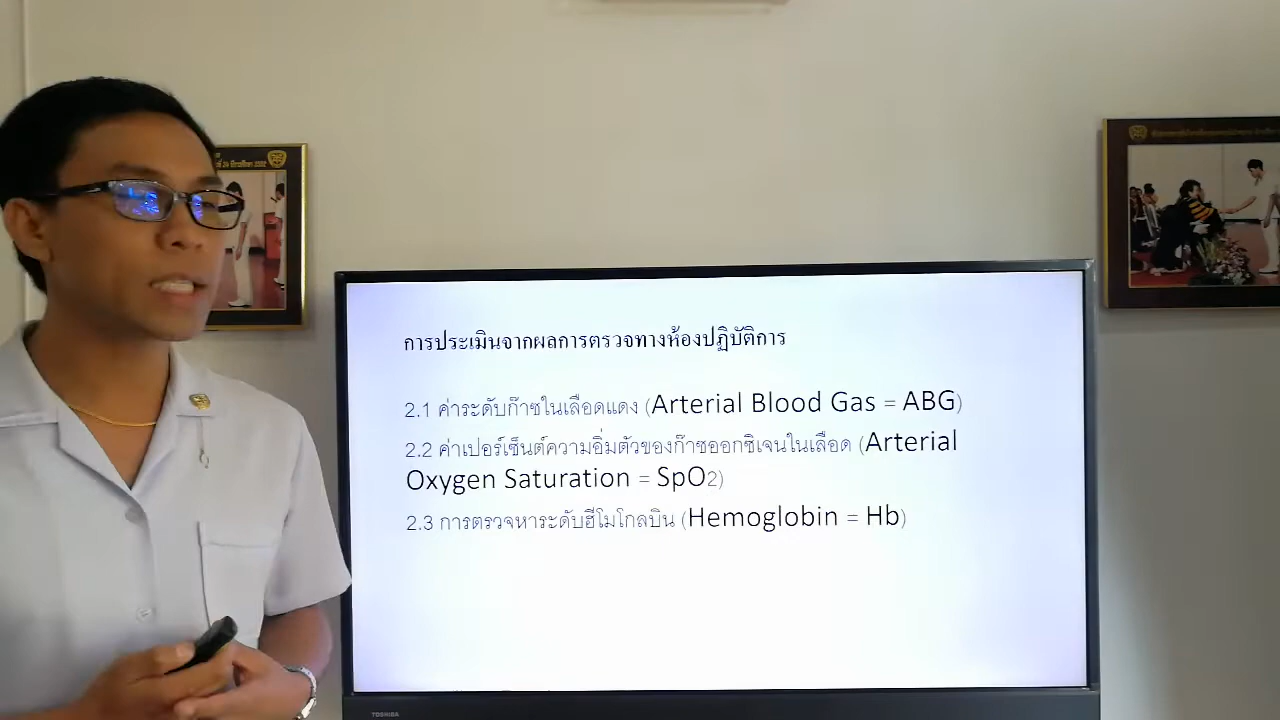 การประเมินจากผลการตรวจทางห้องปฏิบัติการ
2.1 ค่าระดับก๊าซในเลือดแดง (Arterial Blood Gas = ABG)
2.2 ค่าเปอร์เซ็นต์ความอิ่มตัวของก๊าซออกซิเจนในเลือด (Arterial
Oxygen Saturation = SpO2)
2.3 การตรวจหาระดับฮีโมโกลบิน (Hemoglobin = Hb)
TOSHIBA